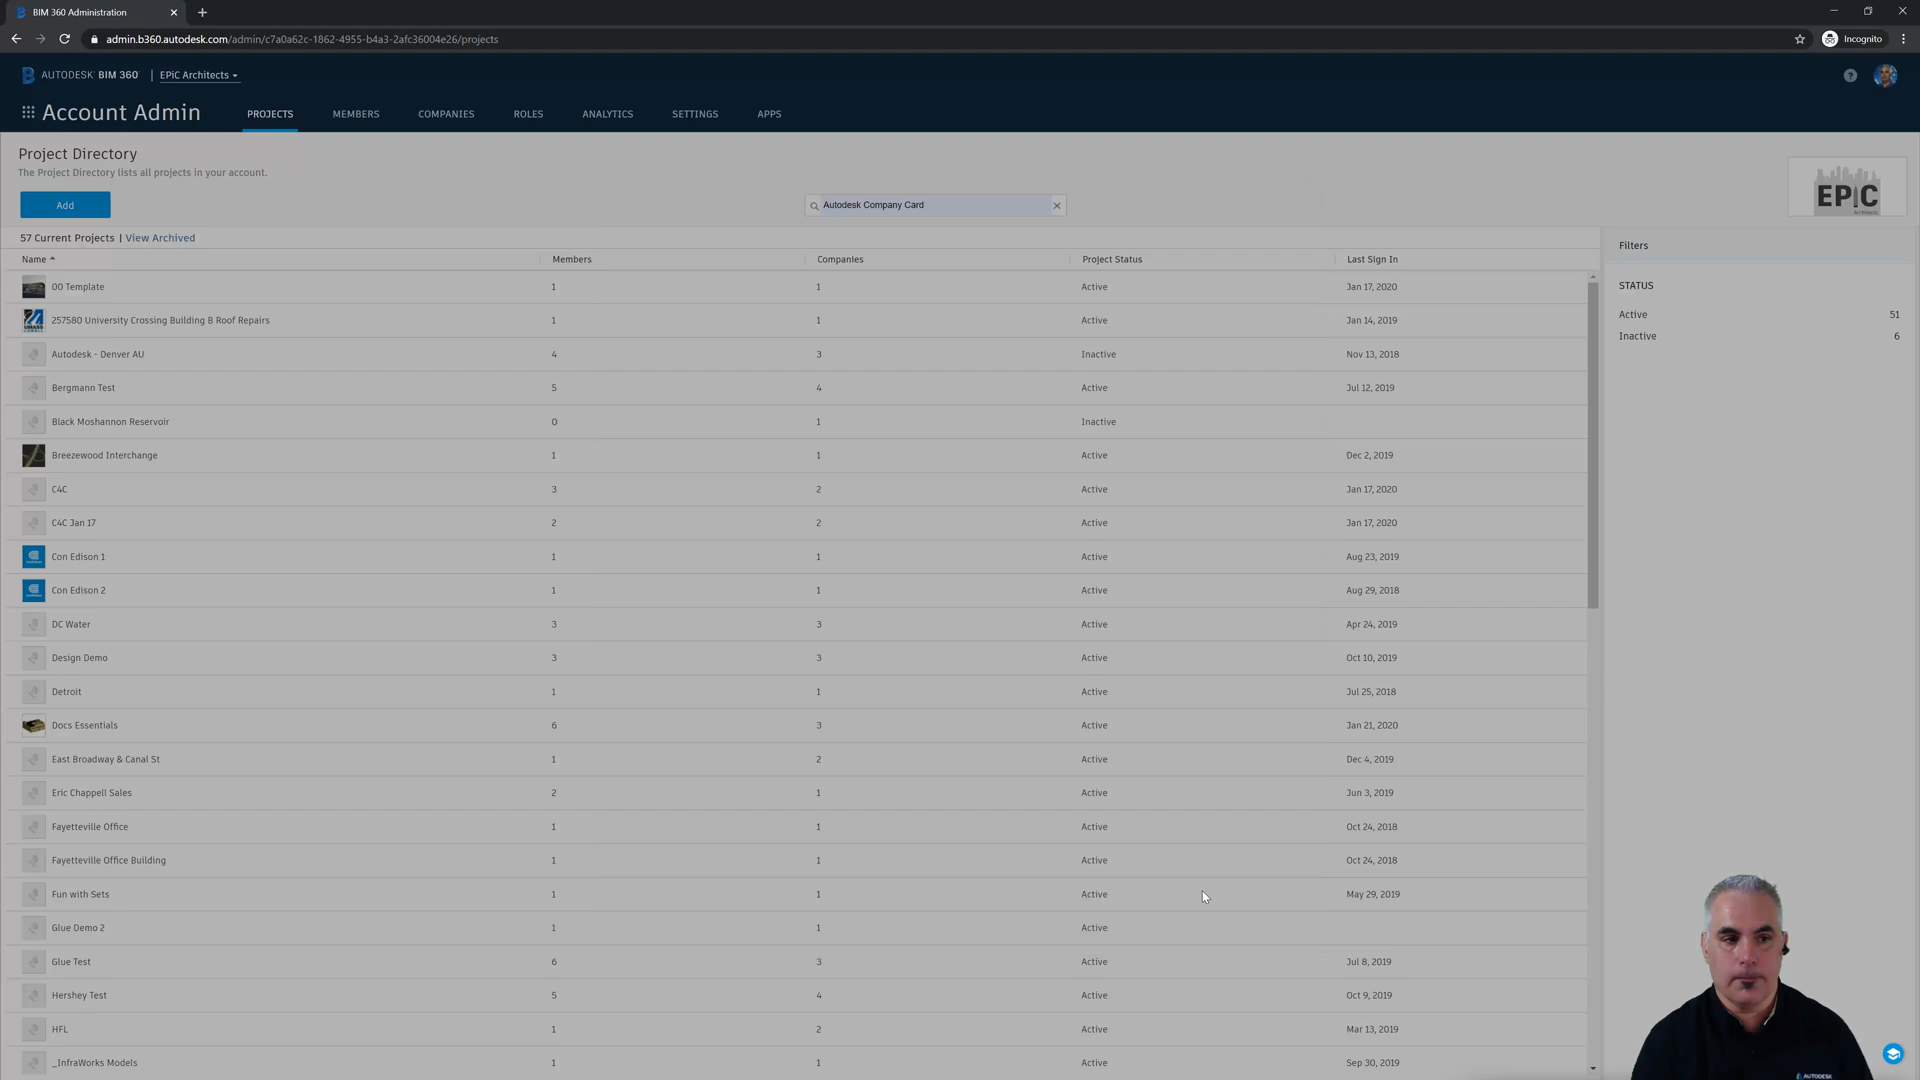 BIM 360 Administration
admin.b360.autodesk.com/admin/c7a0a62c-1862-4955-b4a3-2afc36004e26/projects
Incognito
AUTODESK® BIM 360 | EPiC Architects
Account Admin PROJECTS MEMBERS COMPANIES ROLES ANALYTICS SETTINGS APPS
Project Directory
The Project Directory lists all projects in your account.
Add
Autodesk Company Card
EPiC
Architects
57 Current Projects | View Archived
Filters
Name Members Companies Project Status Last Sign In
STATUS
Active 51
Inactive 6
00 Template 1 1 Active Jan 17, 2020
257580 University Crossing Building B Roof Repairs 1 1 Active Jan 14, 2019
Autodesk - Denver AU 4 3 Inactive Nov 13, 2018
Bergmann Test 5 4 Active Jul 12, 2019
Black Moshannon Reservoir 0 1 Inactive
Breezewood Interchange 1 1 Active Dec 2, 2019
C4C 3 2 Active Jan 17, 2020
C4C Jan 17 2 2 Active Jan 17, 2020
Con Edison 1 1 1 Active Aug 23, 2019
Con Edison 2 1 1 Active Aug 29, 2018
DC Water 3 3 Active Apr 24, 2019
Design Demo 3 3 Active Oct 10, 2019
Detroit 1 1 Active Jul 25, 2018
Docs Essentials 6 3 Active Jan 21, 2020
East Broadway & Canal St 1 2 Active Dec 4, 2019
Eric Chappell Sales 2 1 Active Jun 3, 2019
Fayetteville Office 1 1 Active Oct 24, 2018
Fayetteville Office Building 1 1 Active Oct 24, 2018
Fun with Sets 1 1 Active May 29, 2019
Glue Demo 2 1 1 Active
Glue Test 6 3 Active Jul 8, 2019
Hershey Test 5 4 Active Oct 9, 2019
HFL 1 2 Active Mar 13, 2019
_InfraWorks Models 1 1 Active Sep 30, 2019
AUTODESK